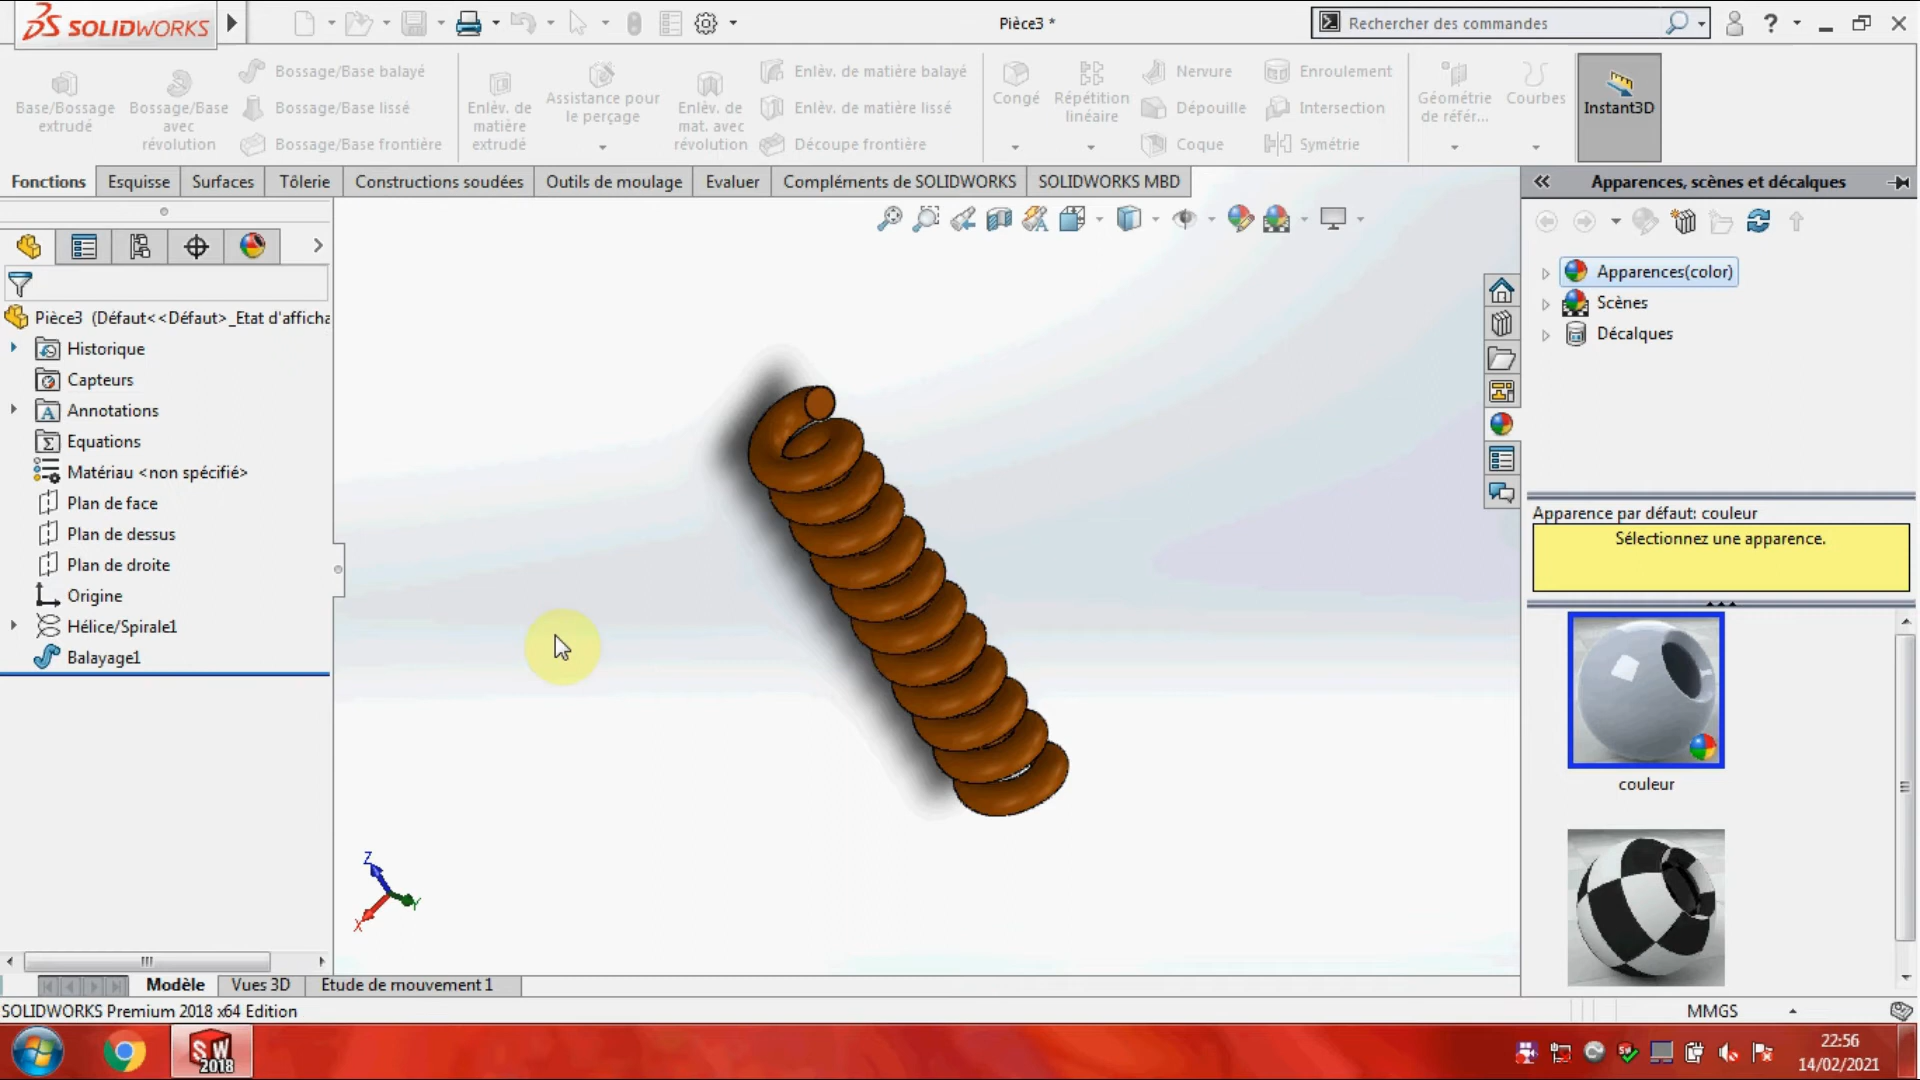 SOLIDWORKS
Pièce3 *
Rechercher des commandes
Base/Bossage
extrudé
Bossage/Base
avec
révolution
Bossage/Base balayé
Bossage/Base lissé
Bossage/Base frontière
Enlèv. de
matière
extrudé
Assistance pour
le perçage
Enlèv. de
mat. avec
révolution
Enlèv. de matière balayé
Enlèv. de matière lissé
Découpe frontière
Congé
Répétition
linéaire
Nervure
Dépouille
Coque
Enroulement
Intersection
Symétrie
Géométrie
de référ...
Courbes
Instant3D
Fonctions
Esquisse
Surfaces
Tôlerie
Constructions soudées
Outils de moulage
Evaluer
Compléments de SOLIDWORKS
SOLIDWORKS MBD
Apparences, scènes et décalques
Pièce3 (Défaut<<Défaut>_Etat d'afficha
Historique
Capteurs
Annotations
Equations
Matériau <non spécifié>
Plan de face
Plan de dessus
Plan de droite
Origine
Hélice/Spirale1
Balayage1
Z
Y
X
Apparences(color)
Scènes
Décalques
Apparence par défaut: couleur
Sélectionnez une apparence.
couleur
Modèle
Vues 3D
Etude de mouvement 1
SOLIDWORKS Premium 2018 x64 Edition
MMGS
SW
2018
22:56
14/02/2021